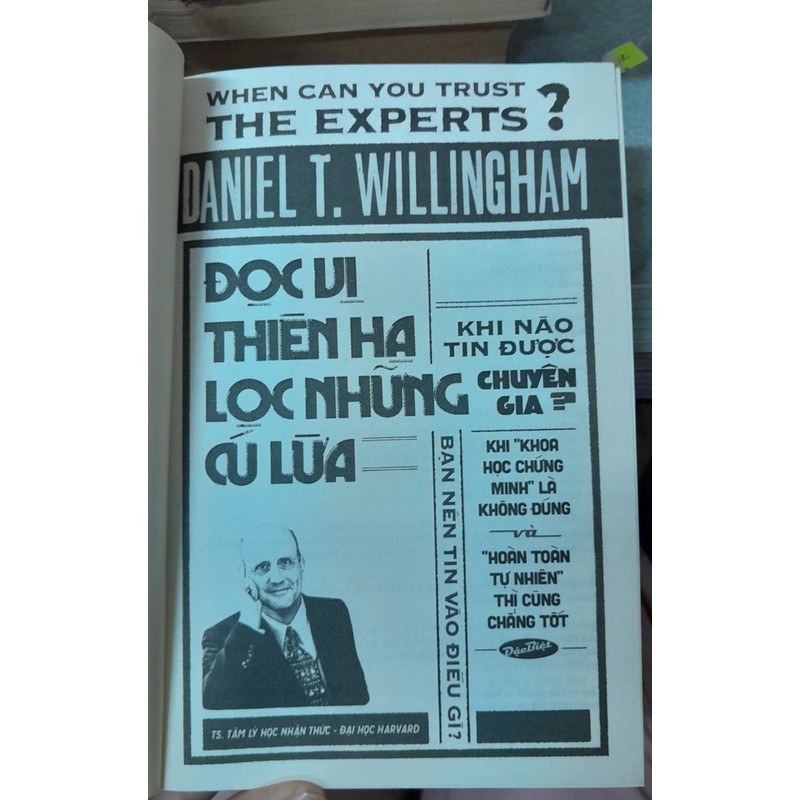 WHEN CAN YOU TRUST
THE EXPERTS?
DANIEL T. WILLINGHAM
ĐỌC VỊ
THIÊN HẠ
LỌC NHỮNG
CÚ LỪA
KHI NÀO
TIN ĐƯỢC
CHUYÊN
GIA?
BẠN NÊN TIN VÀO ĐIỀU GÌ?
KHI "KHOA
HỌC CHỨNG
MINH" LÀ
KHÔNG ĐÚNG
và
"HOÀN TOÀN
TỰ NHIÊN"
THÌ CŨNG
CHẲNG TỐT
Đặc Biệt
TS. TÂM LÝ HỌC NHẬN THỨC - ĐẠI HỌC HARVARD